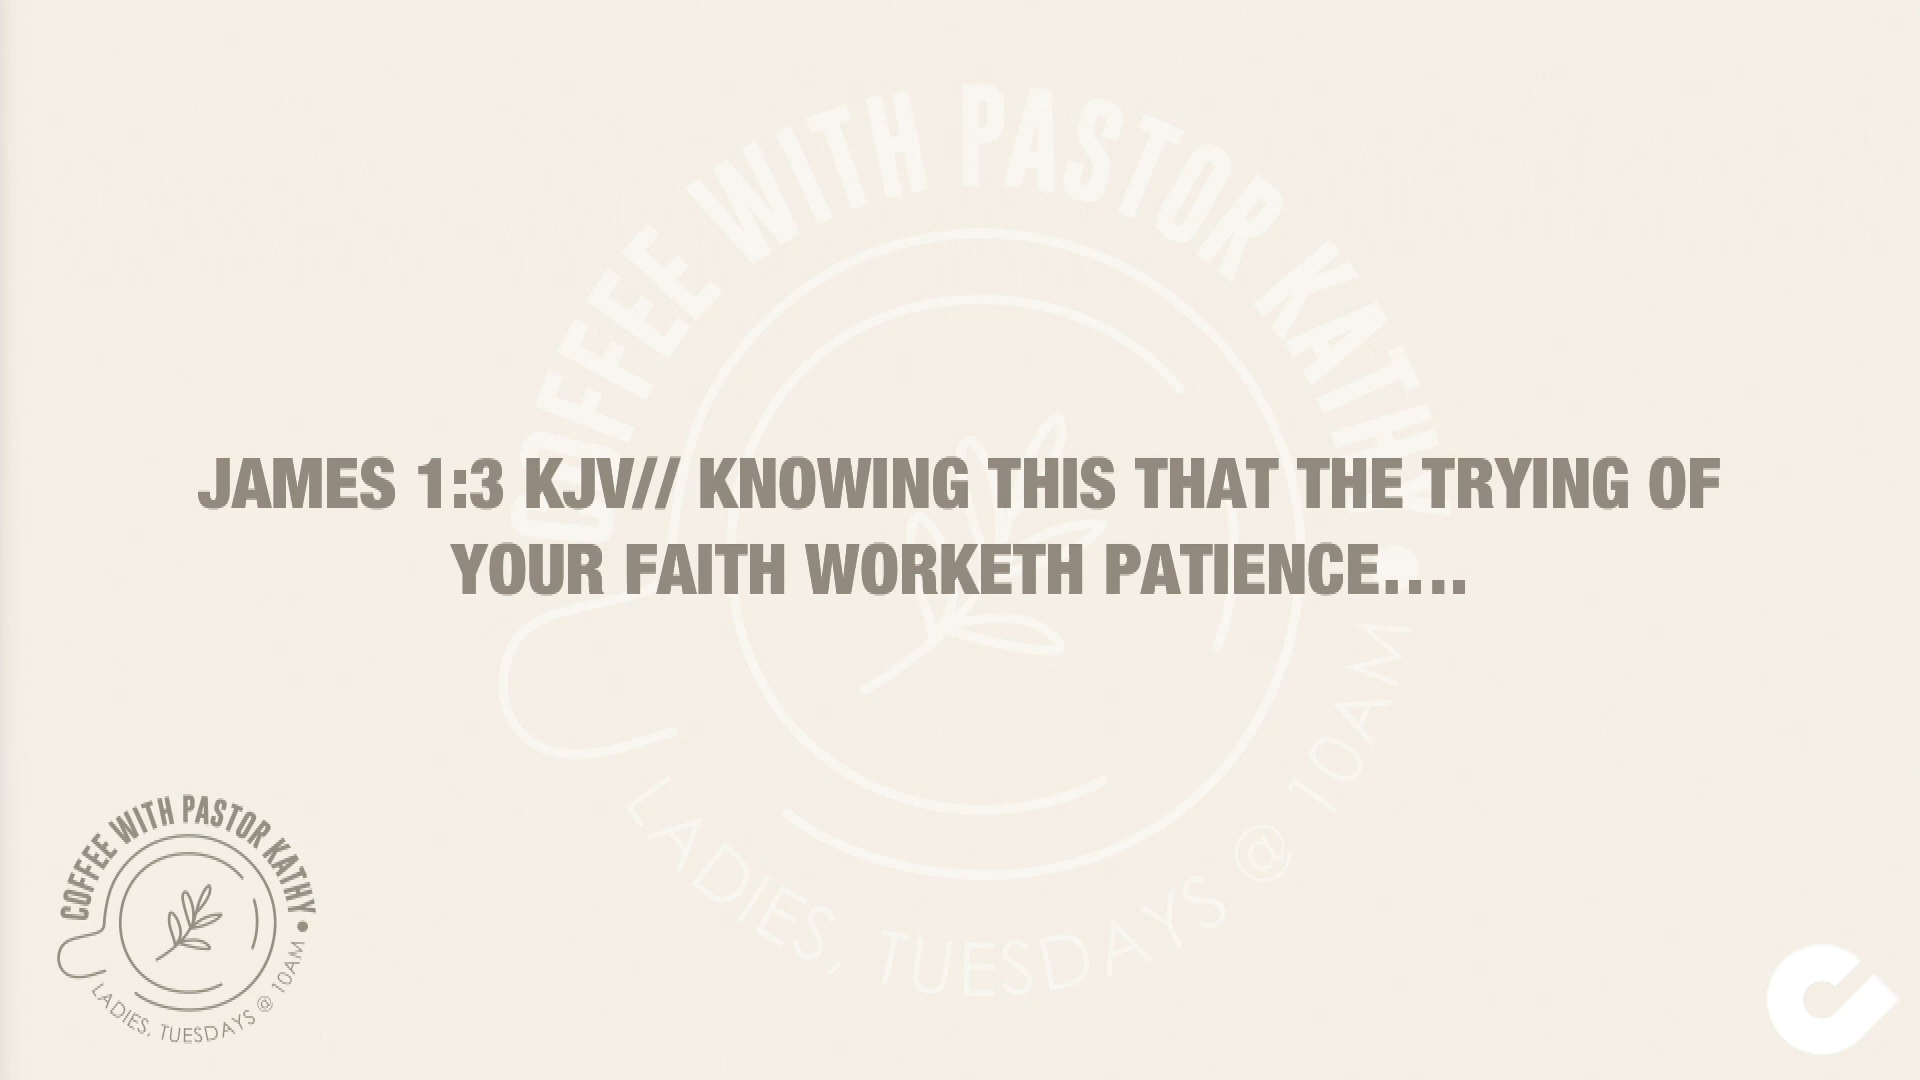 COFFEE WITH PASTOR KATHY •
LADIES, TUESDAYS @ 10AM
JAMES 1:3 KJV// KNOWING THIS THAT THE TRYING OF
YOUR FAITH WORKETH PATIENCE....
COFFEE WITH PASTOR KATHY •
LADIES, TUESDAYS @ 10AM